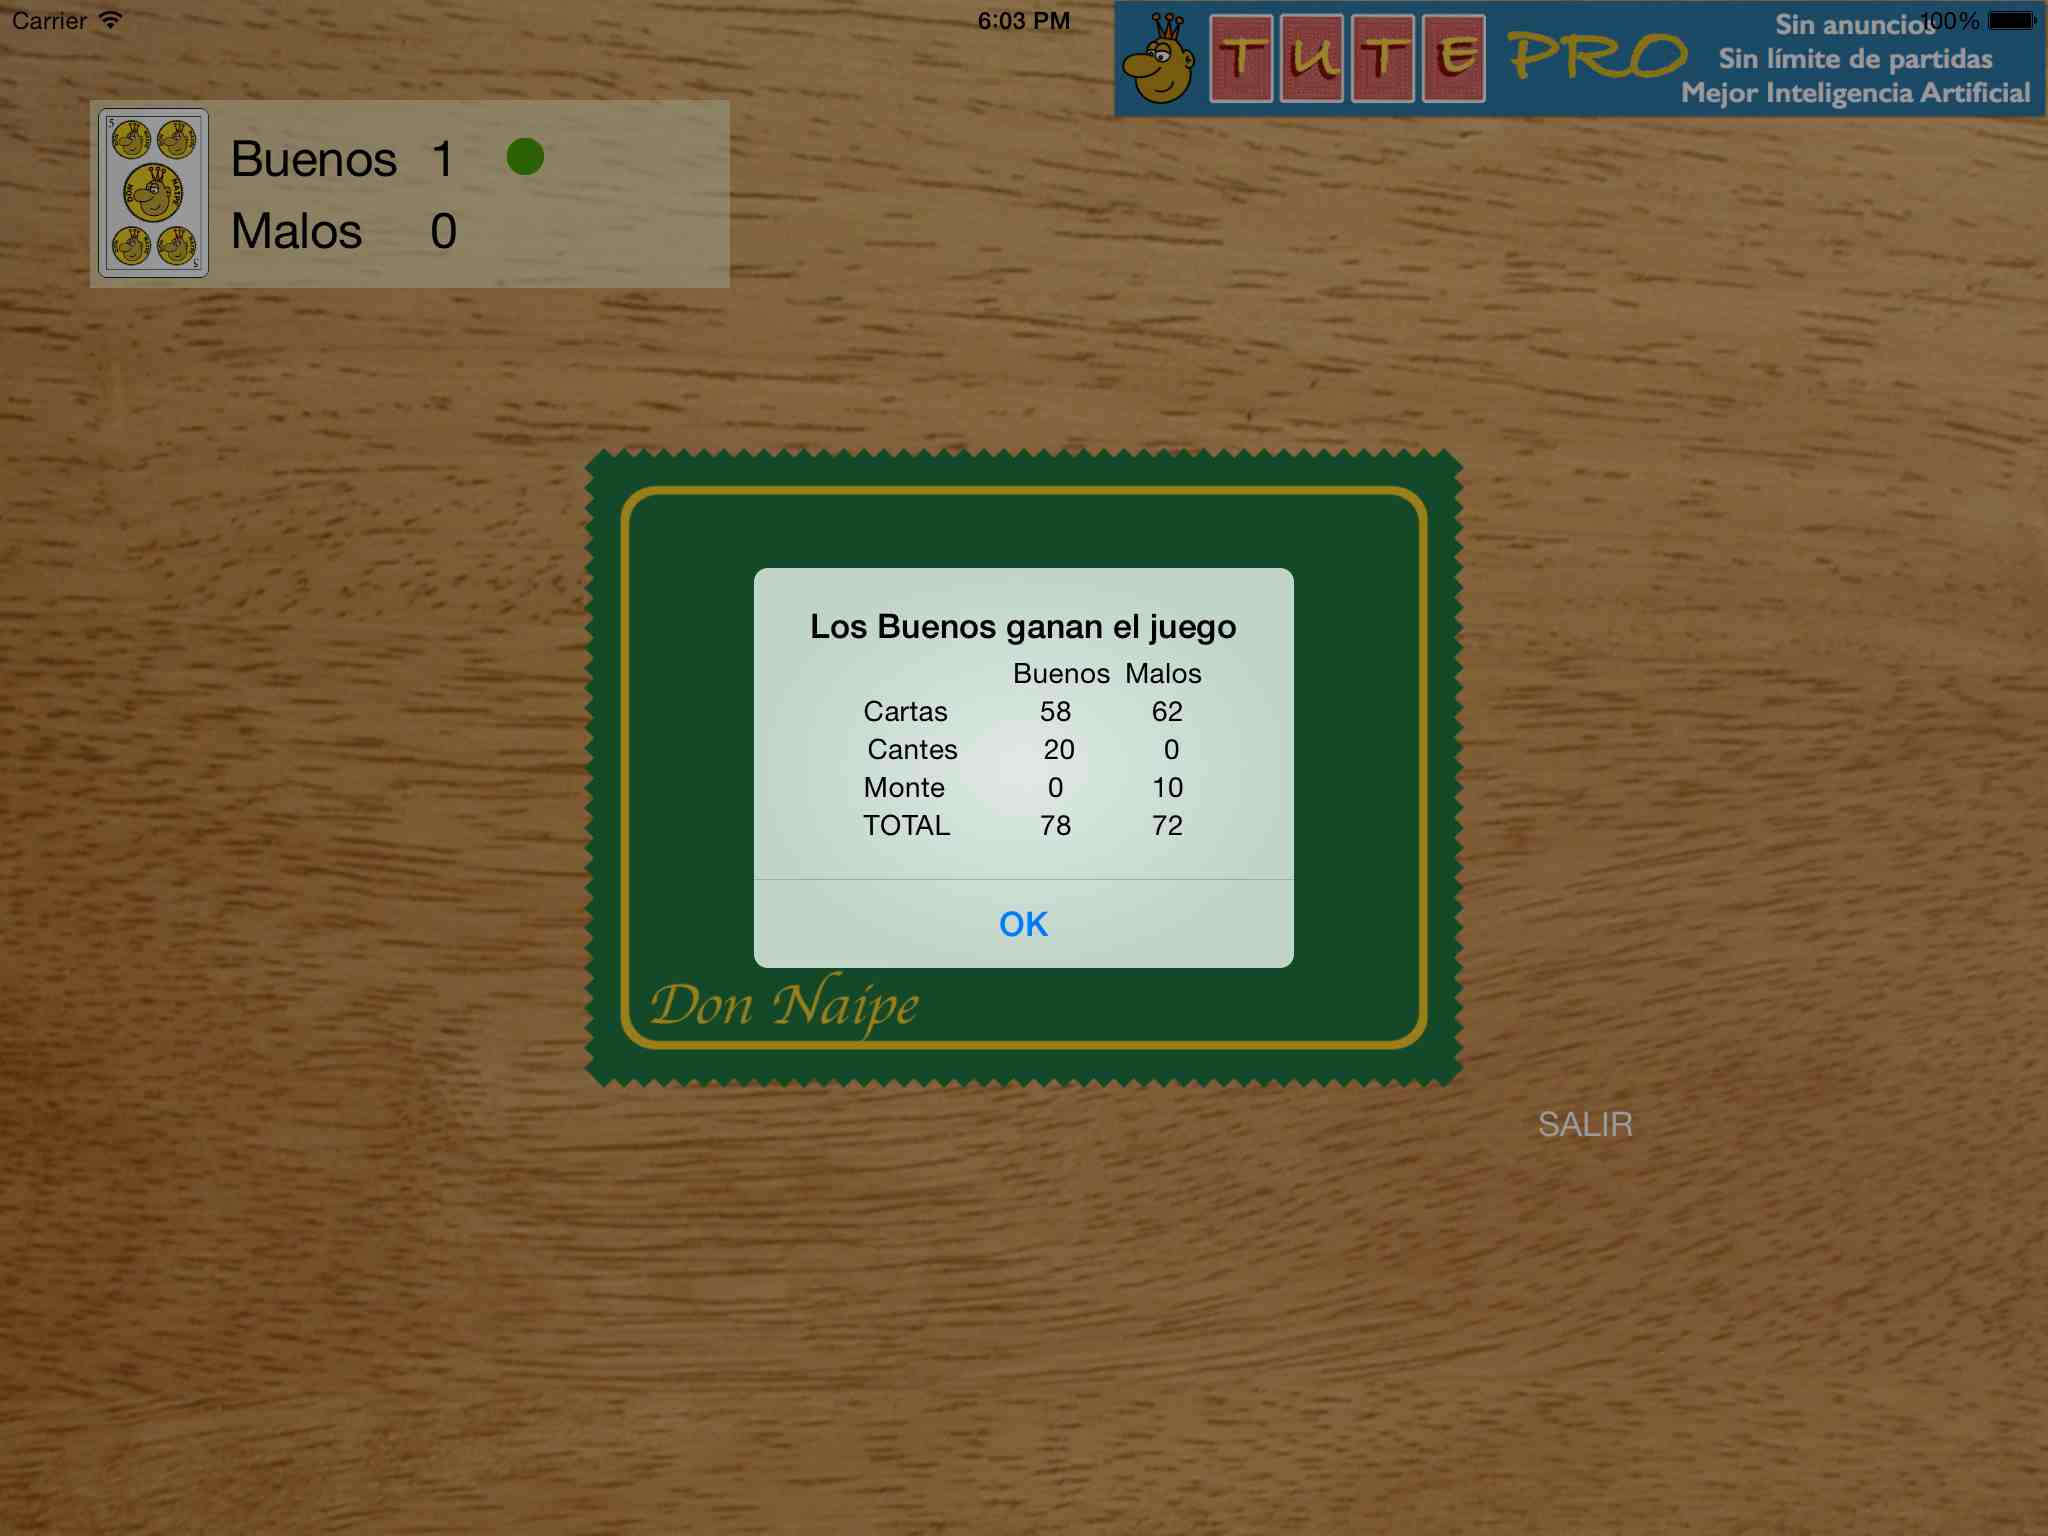 Carrier
6:03 PM
100%
TUTE PRO
Sin anuncios
Sin límite de partidas
Mejor Inteligencia Artificial
5
Buenos 1
Malos 0
5
Los Buenos ganan el juego
Buenos Malos
Cartas 58 62
Cantes 20 0
Monte 0 10
TOTAL 78 72
OK
Don Naipe
SALIR